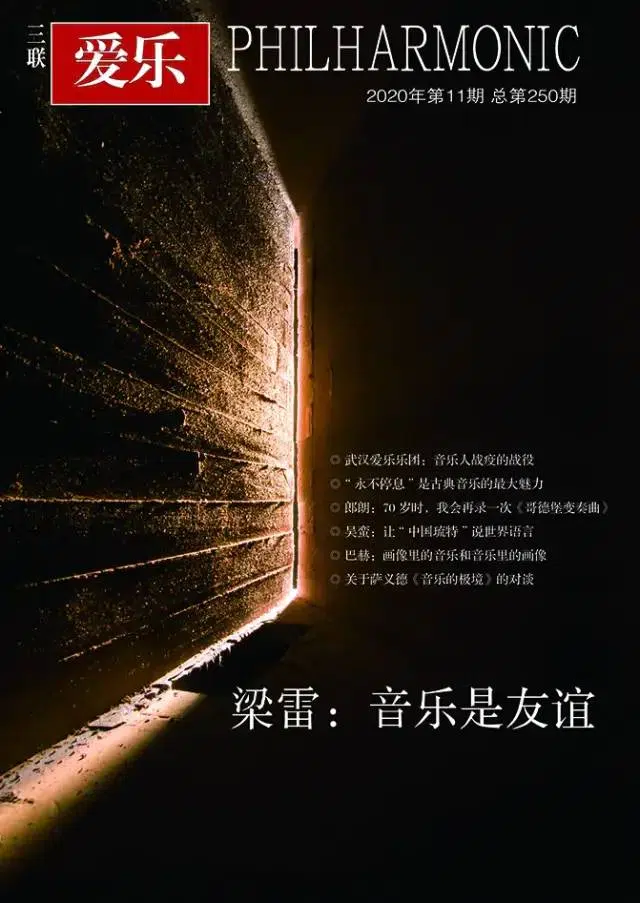 三联
爱乐
PHILHARMONIC
2020年第11期 总第250期
◎ 武汉爱乐乐团：音乐人战疫的战役
◎ “永不停息”是古典音乐的最大魅力
◎ 郎朗：70 岁时，我会再录一次《哥德堡变奏曲》
◎ 吴蛮：让“中国琉特”说世界语言
◎ 巴赫：画像里的音乐和音乐里的画像
◎ 关于萨义德《音乐的极境》的对谈
梁雷：音乐是友谊